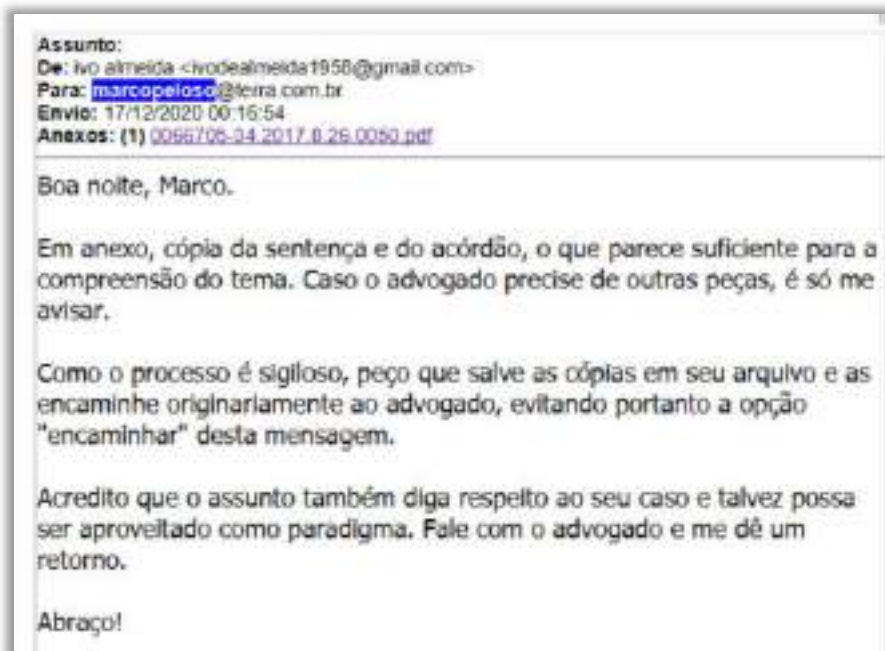 Assunto:
De: ivo almeida <ivodealmeida1958@gmail.com>
Para: marcopeloso@terra.com.br
Envio: 17/12/2020 00:16:54
Anexos: (1) 0066705-34.2017.8.26.0050.pdf
Boa noite, Marco.
Em anexo, cópia da sentença e do acórdão, o que parece suficiente para a
compreensão do tema. Caso o advogado precise de outras peças, é só me
avisar.
Como o processo é sigiloso, peço que salve as cópias em seu arquivo e as
encaminhe originariamente ao advogado, evitando portanto a opção
"encaminhar" desta mensagem.
Acredito que o assunto também diga respeito ao seu caso e talvez possa
ser aproveitado como paradigma. Fale com o advogado e me dê um
retorno.
Abraço!